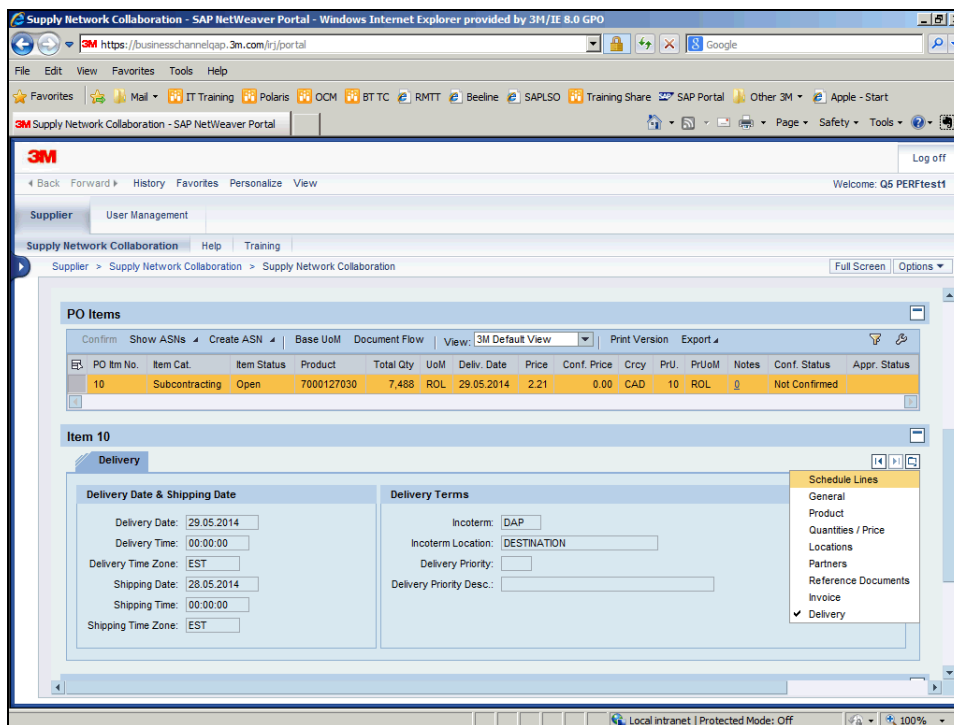 Supply Network Collaboration - SAP NetWeaver Portal - Windows Internet Explorer provided by 3M/IE 8.0 GPO
3M https://businesschannelqap.3m.com/irj/portal
Google
File Edit View Favorites Tools Help
Favorites Mail IT Training Polaris OCM BT TC RMTT Beeline SAPLSO Training Share SAP Portal Other 3M Apple - Start
3M Supply Network Collaboration - SAP NetWeaver Portal
Page Safety Tools
3M
Log off
Back Forward History Favorites Personalize View
Welcome: Q5 PERFtest1
Supplier User Management
Supply Network Collaboration Help Training
Supplier > Supply Network Collaboration > Supply Network Collaboration
Full Screen Options
PO Items
Confirm Show ASNs Create ASN Base UoM Document Flow View: 3M Default View Print Version Export
PO Itm No. Item Cat. Item Status Product Total Qty UoM Deliv. Date Price Conf. Price Crcy PrU. PrUoM Notes Conf. Status Appr. Status
10 Subcontracting Open 7000127030 7,488 ROL 29.05.2014 2.21 0.00 CAD 10 ROL 0 Not Confirmed
Item 10
Delivery
Delivery Date & Shipping Date
Delivery Date: 29.05.2014
Delivery Time: 00:00:00
Delivery Time Zone: EST
Shipping Date: 28.05.2014
Shipping Time: 00:00:00
Shipping Time Zone: EST
Delivery Terms
Incoterm: DAP
Incoterm Location: DESTINATION
Delivery Priority:
Delivery Priority Desc.:
Schedule Lines
General
Product
Quantities / Price
Locations
Partners
Reference Documents
Invoice
Delivery
Local intranet | Protected Mode: Off
100%